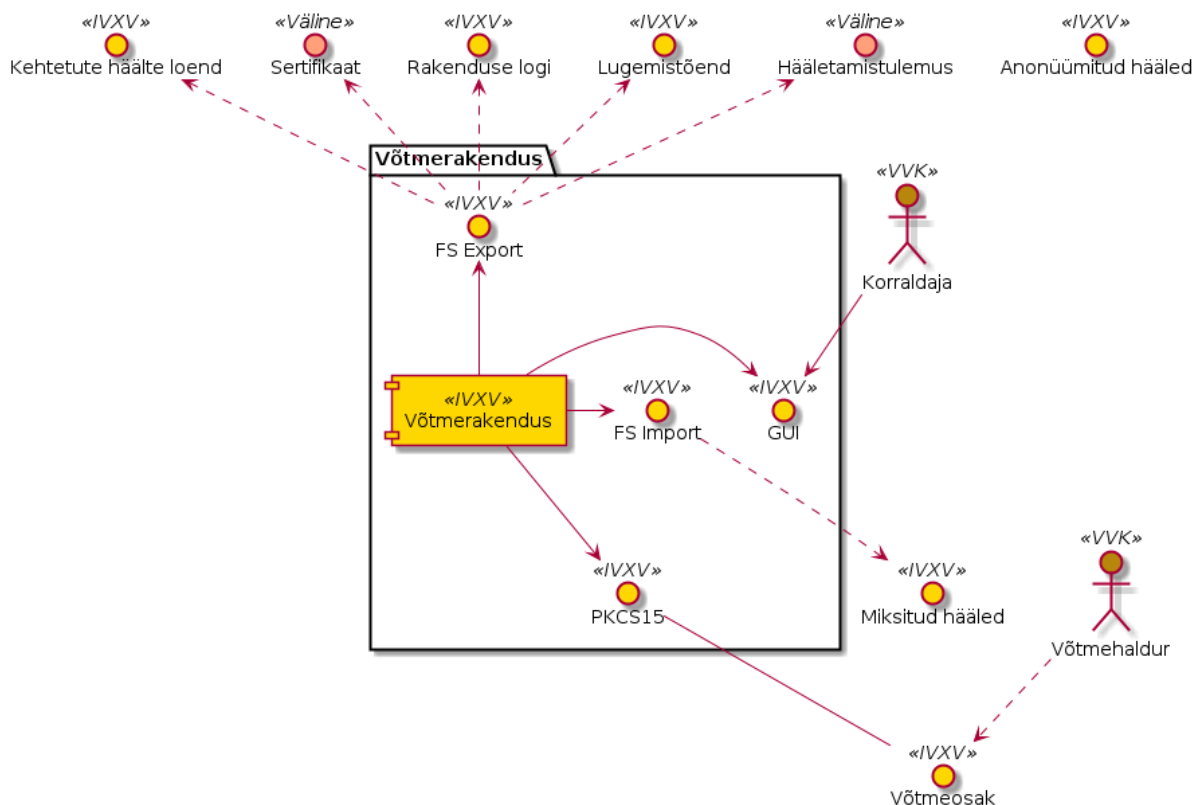 «IVXV»
Kehtetute häälte loend
«Väline»
Sertifikaat
«IVXV»
Rakenduse logi
«IVXV»
Lugemistõend
«Väline»
Hääletamistulemus
«IVXV»
Anonüümitud hääled
Võtmerakendus
«IVXV»
FS Export
«VVK»
Korraldaja
«IVXV»
Võtmerakendus
«IVXV»
FS Import
«IVXV»
GUI
«IVXV»
PKCS15
«IVXV»
Miksitud hääled
«VVK»
Võtmehaldur
«IVXV»
Võtmeosak